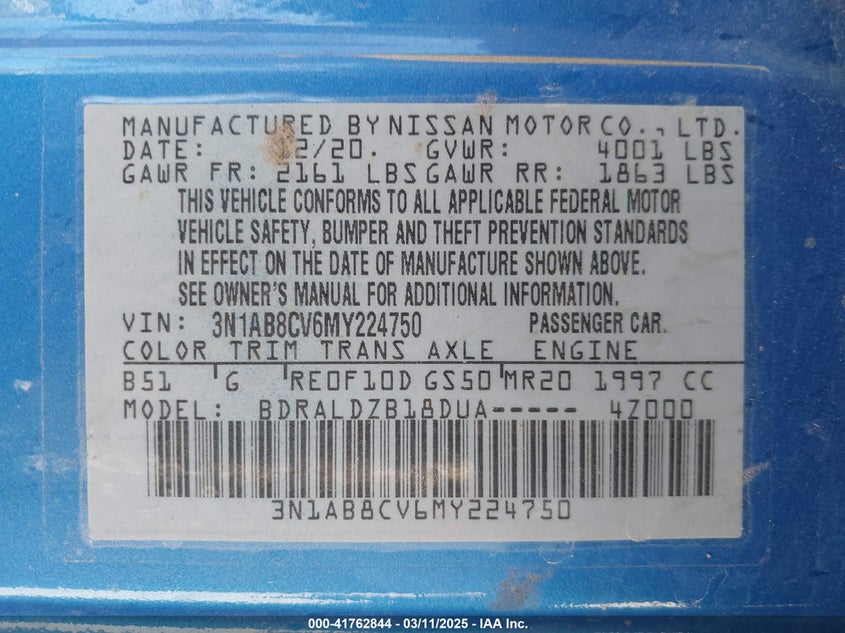 MANUFACTURED BY NISSAN MOTOR CO., LTD.
DATE: 12/20. GVWR: 4001 LBS
GAWR FR: 2161 LBS GAWR RR: 1863 LBS
THIS VEHICLE CONFORMS TO ALL APPLICABLE FEDERAL MOTOR
VEHICLE SAFETY, BUMPER AND THEFT PREVENTION STANDARDS
IN EFFECT ON THE DATE OF MANUFACTURE SHOWN ABOVE.
SEE OWNER'S MANUAL FOR ADDITIONAL INFORMATION.
VIN: 3N1AB8CV6MY224750 PASSENGER CAR.
COLOR TRIM TRANS AXLE ENGINE
B51 G RE0F10D GS50 MR20 1997 CC
MODEL: BDRALDZB18DUA----- 4Z000
3N1AB8CV6MY224750
000-41762844 - 03/11/2025 - IAA Inc.